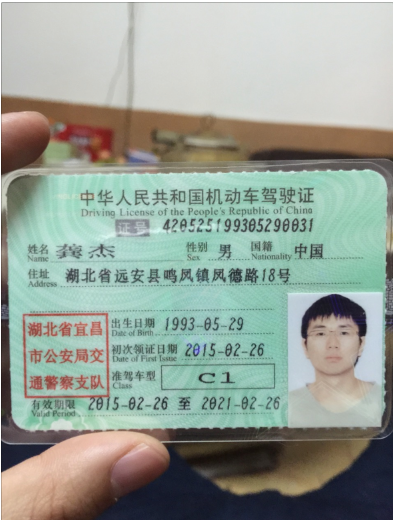 中华人民共和国机动车驾驶证
Driving License of the People's Republic of China
证号 420525199305290031
姓名 Name 龚杰 性别 Sex 男 国籍 Nationality 中国
住址 Address 湖北省远安县鸣凤镇凤德路18号
湖北省宜昌
市公安局交
通警察支队
出生日期 Date of Birth 1993-05-29
初次领证日期 Date of First Issue 2015-02-26
准驾车型 Class C1
有效期限 Valid Period 2015-02-26 至 2021-02-26